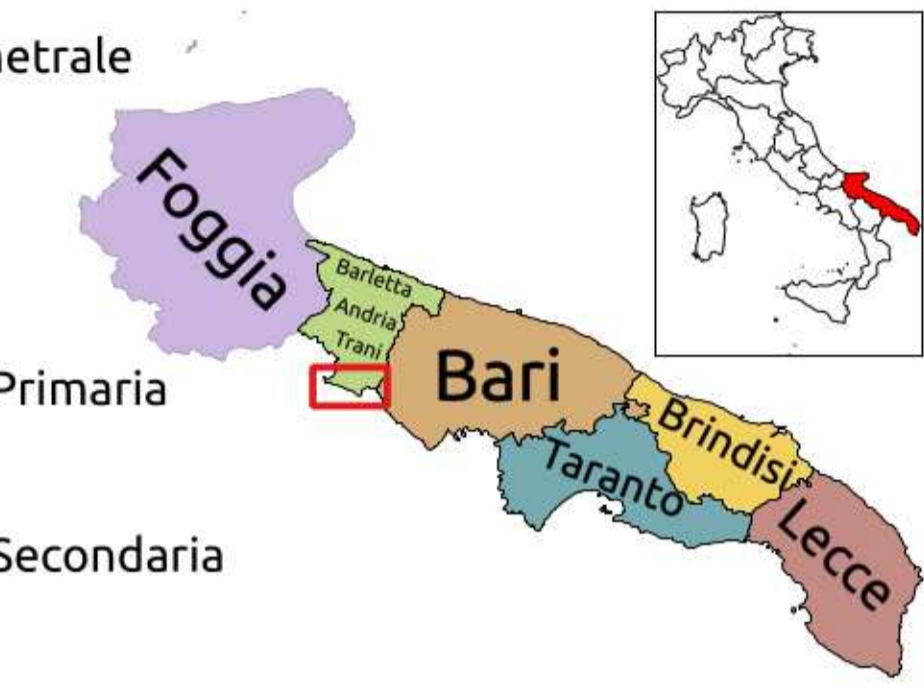 etrale
Foggia
Barletta
Andria
Trani
Primaria
Bari
Brindisi
Taranto
Secondaria
Lecce